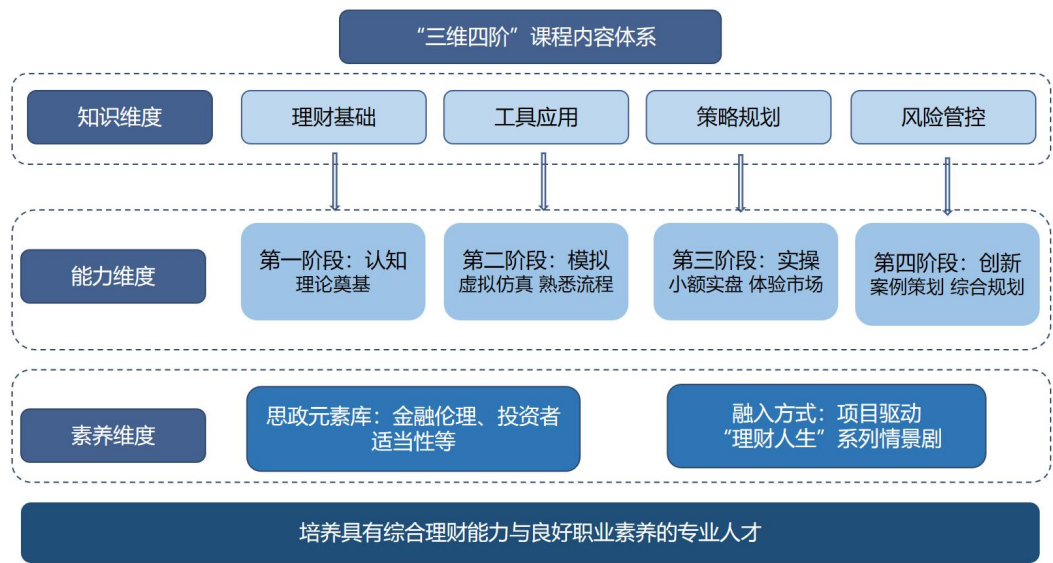 “三维四阶”课程内容体系
知识维度
理财基础
工具应用
策略规划
风险管控
能力维度
第一阶段：认知
理论奠基
第二阶段：模拟
虚拟仿真 熟悉流程
第三阶段：实操
小额实盘 体验市场
第四阶段：创新
案例策划 综合规划
素养维度
思政元素库：金融伦理、投资者
适当性等
融入方式：项目驱动
“理财人生”系列情景剧
培养具有综合理财能力与良好职业素养的专业人才